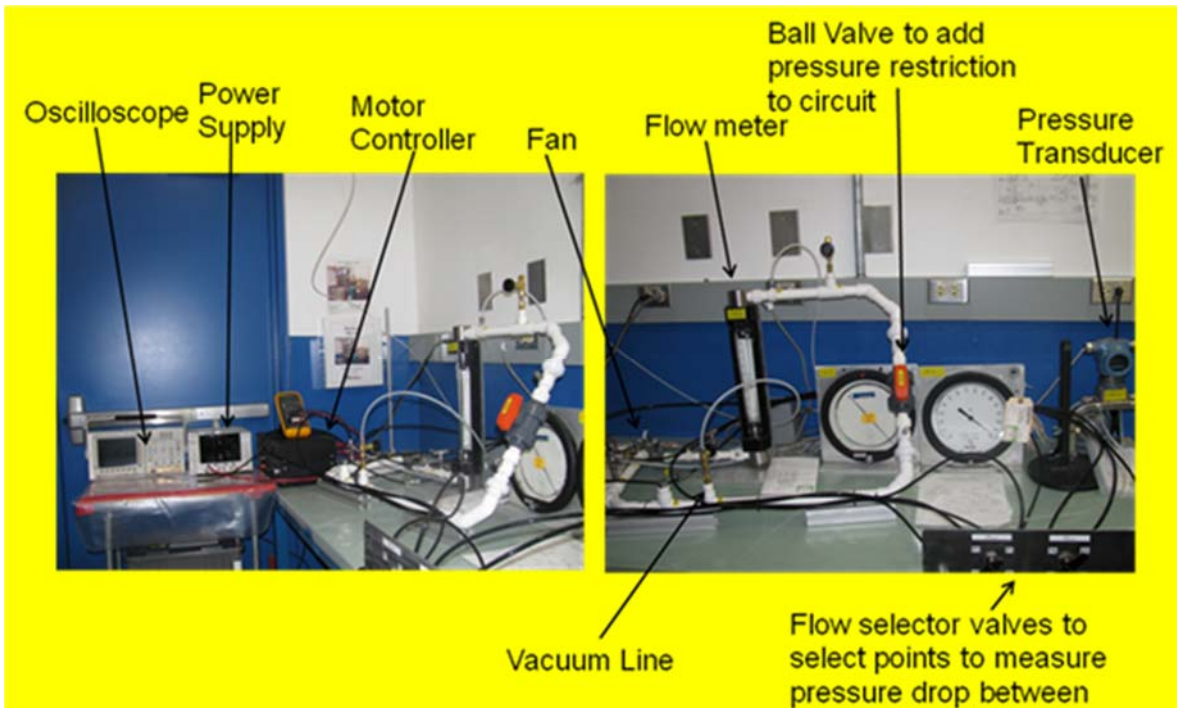 Oscilloscope
Power
Supply
Motor
Controller
Fan
Flow meter
Ball Valve to add
pressure restriction
to circuit
Pressure
Transducer
Vacuum Line
Flow selector valves to
select points to measure
pressure drop between